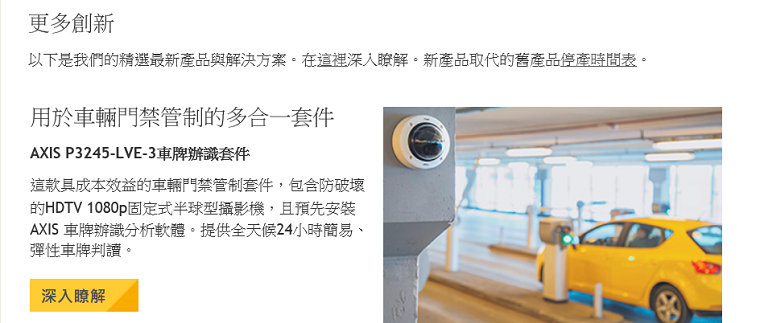 更多創新
以下是我們的精選最新產品與解決方案。在這裡深入瞭解。新產品取代的舊產品停產時間表。
用於車輛門禁管制的多合一套件
AXIS P3245-LVE-3車牌辦識套件
這款具成本效益的車輛門禁管制套件，包含防破壞
的HDTV 1080p固定式半球型攝影機，且預先安裝
AXIS 車牌辦識分析軟體。提供全天候24小時簡易、
彈性車牌判讀。
深入瞭解